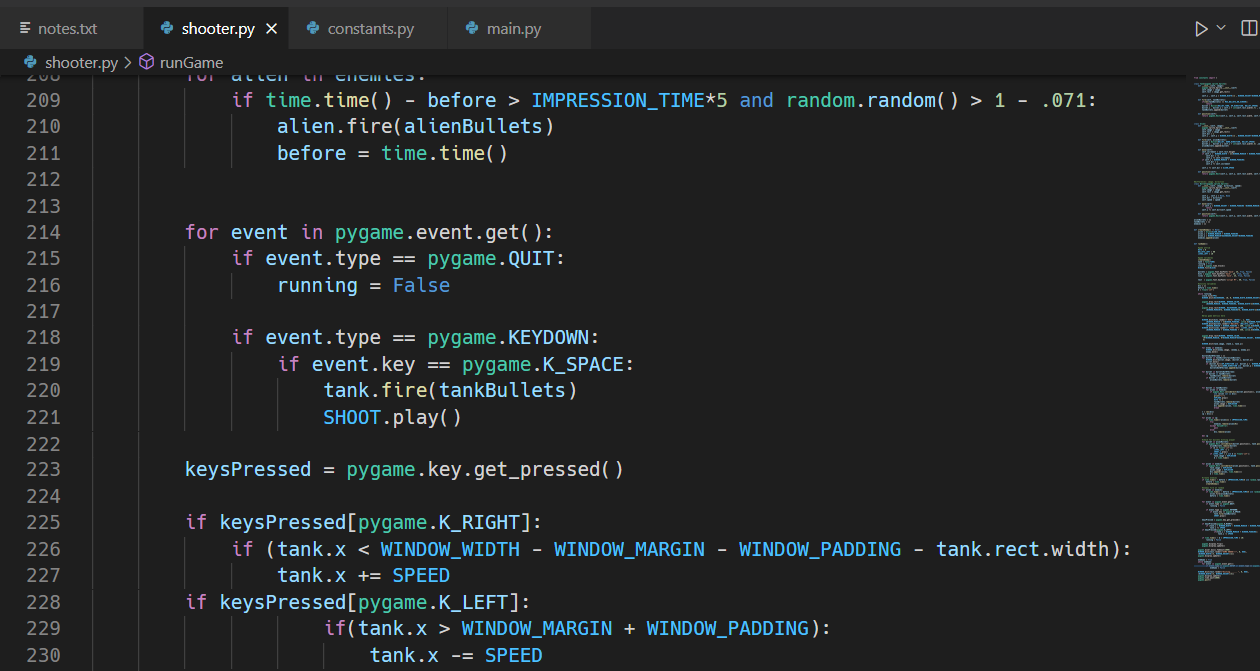 notes.txt shooter.py constants.py main.py
shooter.py > runGame
208 for alien in enemies:
209 if time.time() - before > IMPRESSION_TIME*5 and random.random() > 1 - .071:
210 alien.fire(alienBullets)
211 before = time.time()
212
213
214 for event in pygame.event.get():
215 if event.type == pygame.QUIT:
216 running = False
217
218 if event.type == pygame.KEYDOWN:
219 if event.key == pygame.K_SPACE:
220 tank.fire(tankBullets)
221 SHOOT.play()
222
223 keysPressed = pygame.key.get_pressed()
224
225 if keysPressed[pygame.K_RIGHT]:
226 if (tank.x < WINDOW_WIDTH - WINDOW_MARGIN - WINDOW_PADDING - tank.rect.width):
227 tank.x += SPEED
228 if keysPressed[pygame.K_LEFT]:
229 if(tank.x > WINDOW_MARGIN + WINDOW_PADDING):
230 tank.x -= SPEED